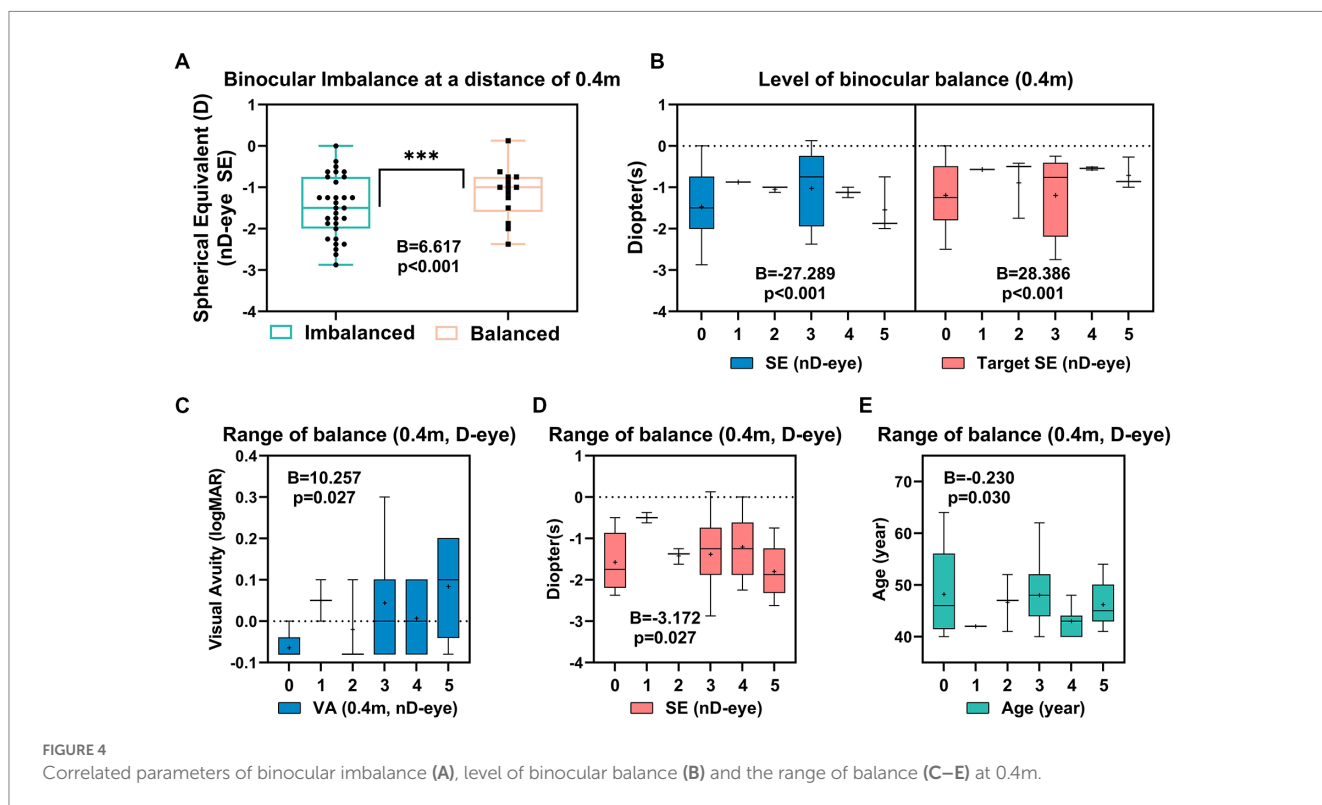 A
Binocular Imbalance at a distance of 0.4m
Spherical Equivalent (D)
(nD-eye SE)
1
0
-1
-2
-3
-4
***
B=6.617
p<0.001
Imbalanced
Balanced
B
Level of binocular balance (0.4m)
Diopter(s)
1
0
-1
-2
-3
-4
B=-27.289
p<0.001
B=28.386
p<0.001
0 1 2 3 4 5 0 1 2 3 4 5
SE (nD-eye)
Target SE (nD-eye)
C
Range of balance (0.4m, D-eye)
Visual Avuity (logMAR)
0.4
0.3
0.2
0.1
0.0
-0.1
B=10.257
p=0.027
0 1 2 3 4 5
VA (0.4m, nD-eye)
D
Range of balance (0.4m, D-eye)
Diopter(s)
1
0
-1
-2
-3
-4
B=-3.172
p=0.027
0 1 2 3 4 5
SE (nD-eye)
E
Range of balance (0.4m, D-eye)
Age (year)
70
60
50
40
B=-0.230
p=0.030
0 1 2 3 4 5
Age (year)
FIGURE 4
Correlated parameters of binocular imbalance (A), level of binocular balance (B) and the range of balance (C–E) at 0.4m.